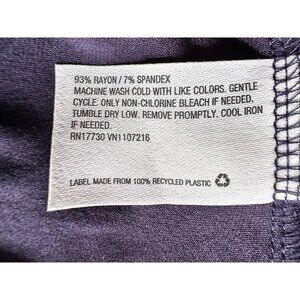 93% RAYON / 7% SPANDEX
MACHINE WASH COLD WITH LIKE COLORS. GENTLE
CYCLE. ONLY NON-CHLORINE BLEACH IF NEEDED.
TUMBLE DRY LOW. REMOVE PROMPTLY. COOL IRON
IF NEEDED.
RN17730 VN1107216
LABEL MADE FROM 100% RECYCLED PLASTIC